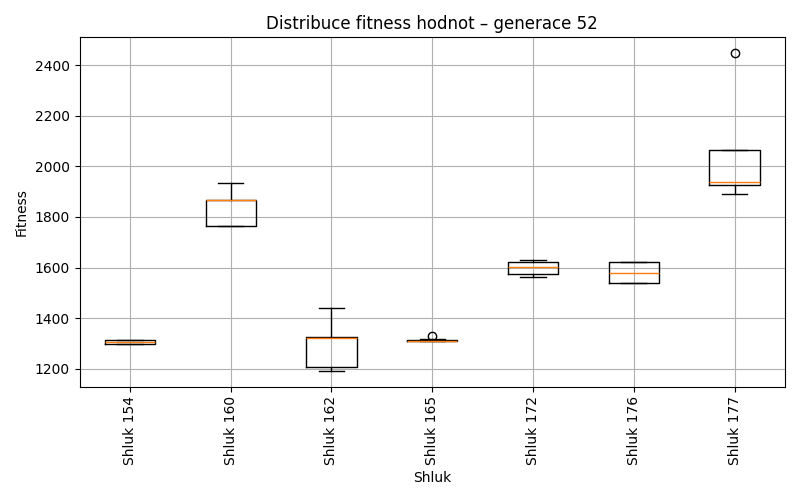 Distribuce fitness hodnot – generace 52
Fitness
2400
2200
2000
1800
1600
1400
1200
Shluk 154
Shluk 160
Shluk 162
Shluk 165
Shluk 172
Shluk 176
Shluk 177
Shluk